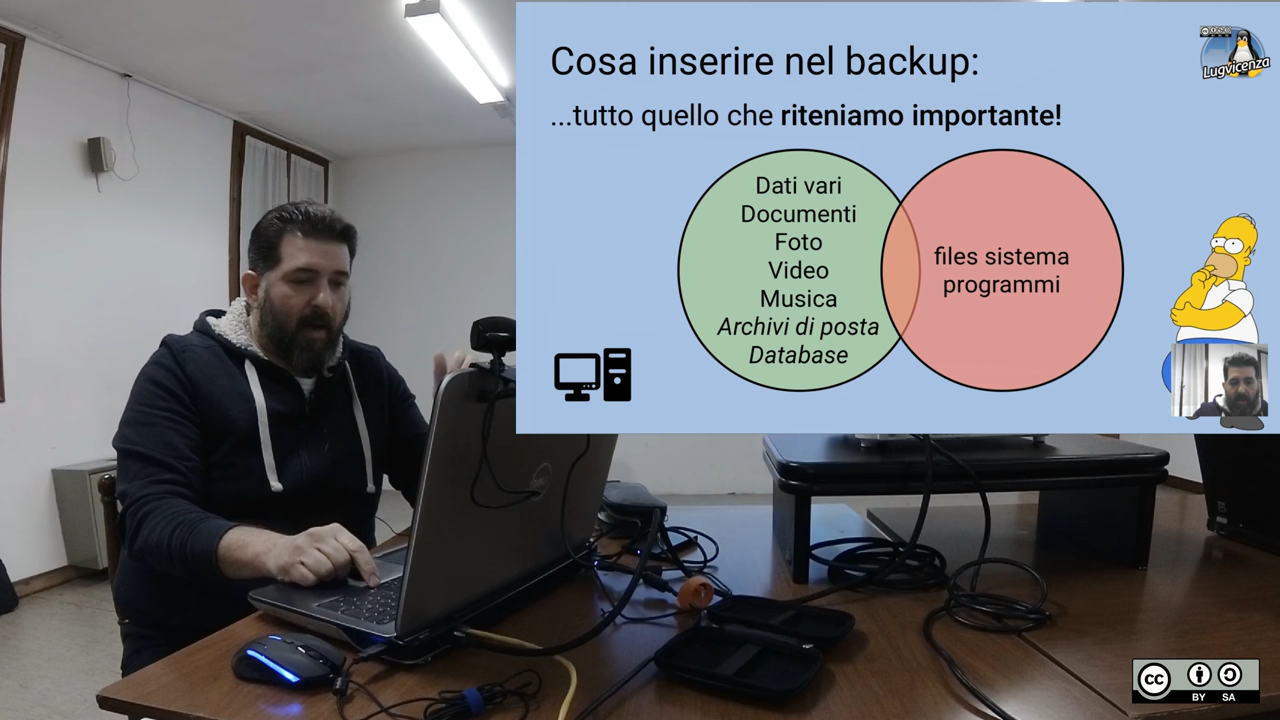 Cosa inserire nel backup:
...tutto quello che riteniamo importante!
Dati vari
Documenti
Foto
Video
Musica
Archivi di posta
Database
files sistema
programmi
Lugvicenza
cc
BY SA